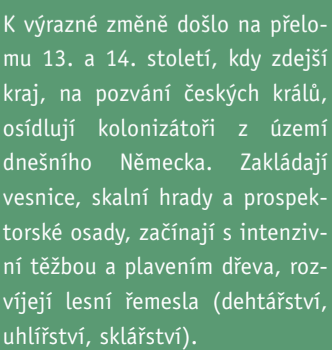 K výrazné změně došlo na přelo-
mu 13. a 14. století, kdy zdejší
kraj, na pozvání českých králů,
osídlují kolonizátoři z území
dnešního Německa. Zakládají
vesnice, skalní hrady a prospek-
torské osady, začínají s intenziv-
ní těžbou a plavením dřeva, roz-
víjejí lesní řemesla (dehtářství,
uhlířství, sklářství).